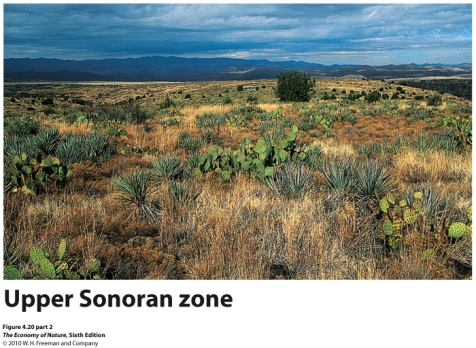 Upper Sonoran zone
Figure 4.20 part 2
The Economy of Nature, Sixth Edition
© 2010 W. H. Freeman and Company